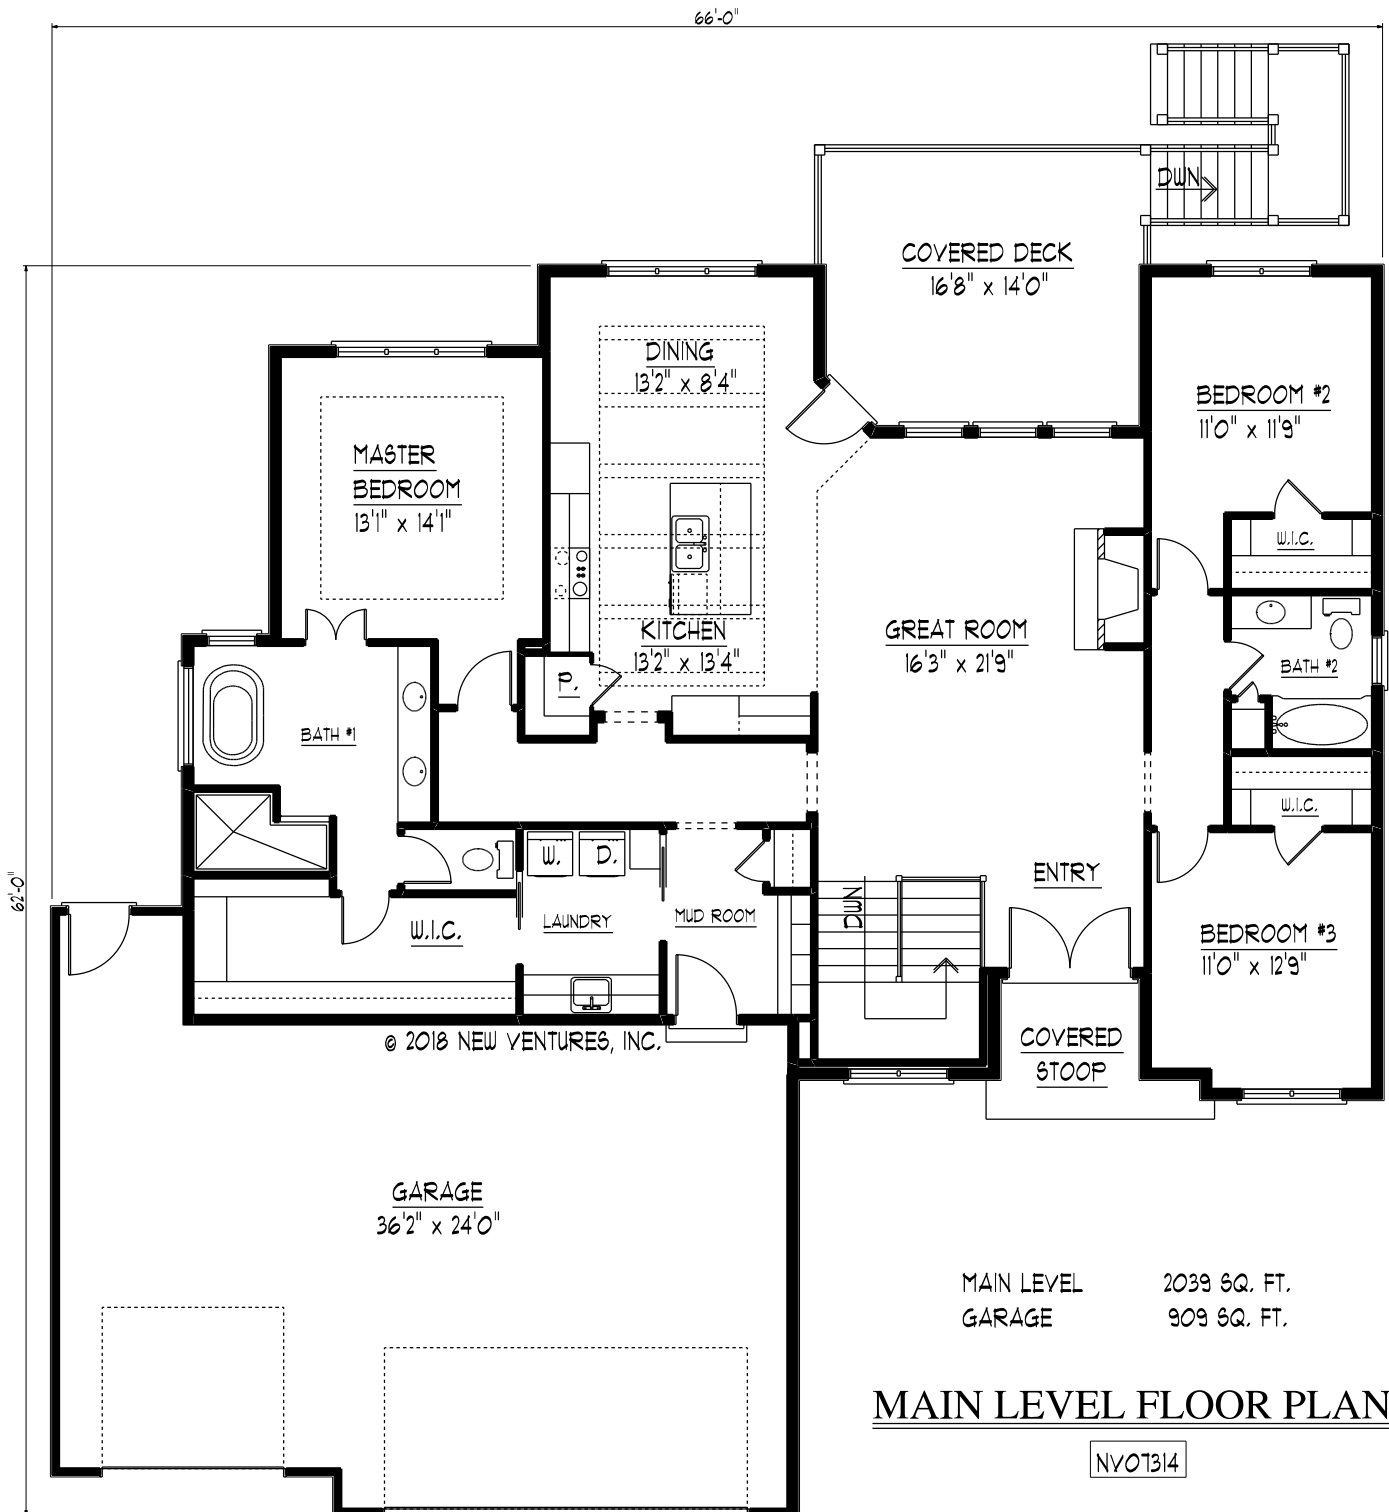 66'-0"
DWN
COVERED DECK
16'8" x 14'0"
DINING
13'2" x 8'4"
BEDROOM #2
11'0" x 11'9"
MASTER
BEDROOM
13'1" x 14'1"
W.I.C.
KITCHEN
13'2" x 13'4"
GREAT ROOM
16'3" x 21'9"
BATH #2
P.
BATH #1
W.I.C.
W.
D.
ENTRY
62'-0"
DWN
LAUNDRY
MUD ROOM
W.I.C.
BEDROOM #3
11'0" x 12'9"
© 2018 NEW VENTURES, INC.
COVERED
STOOP
GARAGE
36'2" x 24'0"
MAIN LEVEL 2039 SQ. FT.
GARAGE 909 SQ. FT.
MAIN LEVEL FLOOR PLAN
NV07314